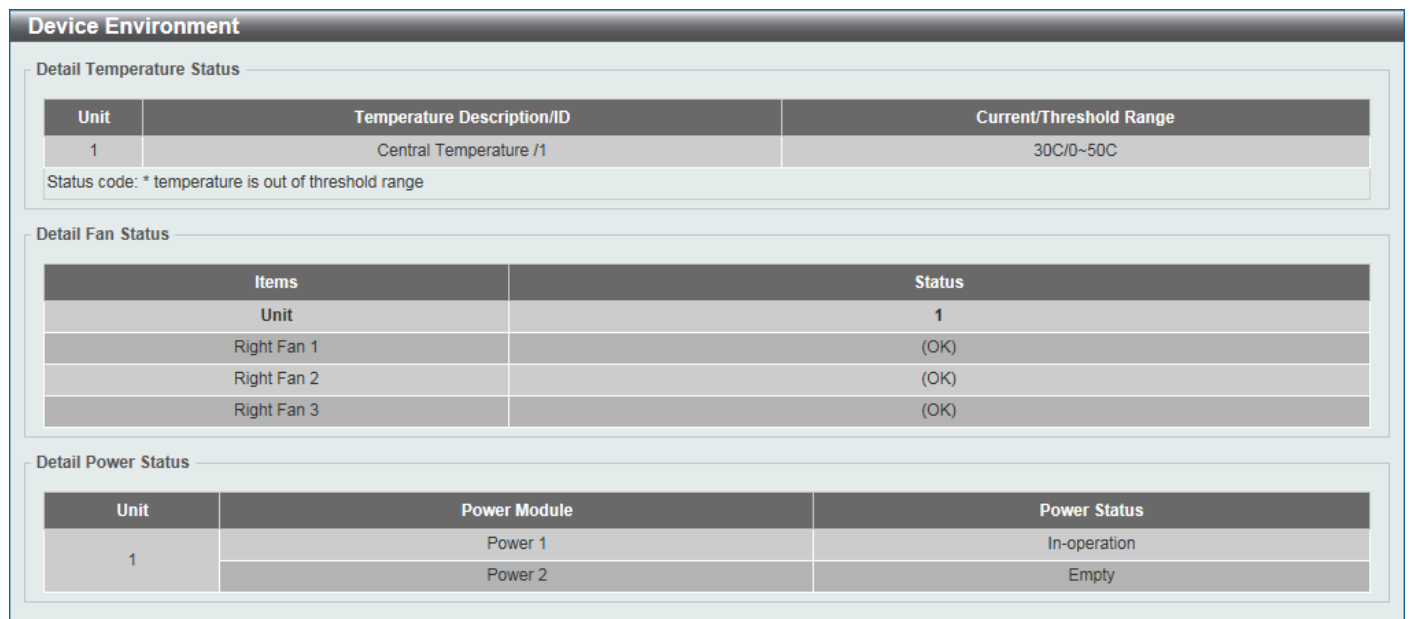 Device Environment
Detail Temperature Status
Unit Temperature Description/ID Current/Threshold Range
1 Central Temperature /1 30C/0~50C
Status code: * temperature is out of threshold range
Detail Fan Status
Items Status
Unit 1
Right Fan 1 (OK)
Right Fan 2 (OK)
Right Fan 3 (OK)
Detail Power Status
Unit Power Module Power Status
1 Power 1 In-operation
Power 2 Empty